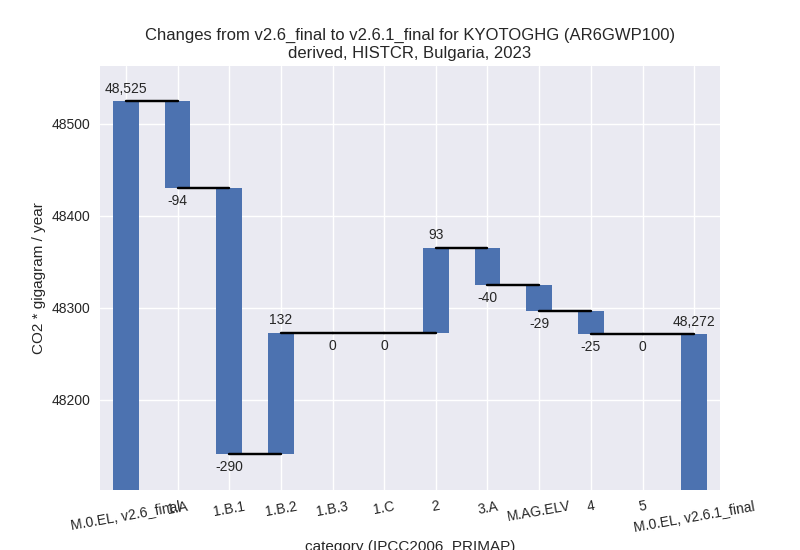 Changes from v2.6_final to v2.6.1_final for KYOTOGHG (AR6GWP100)
derived, HISTCR, Bulgaria, 2023
CO2 * gigagram / year
48500
48400
48300
48200
48,525
-94
-290
132
0
0
93
-40
-29
-25
0
48,272
M.0.EL, v2.6_final
1.A
1.B.1
1.B.2
1.B.3
1.C
2
3.A
M.AG.ELV
4
5
M.0.EL, v2.6.1_final
category (IPCC2006_PRIMAP)